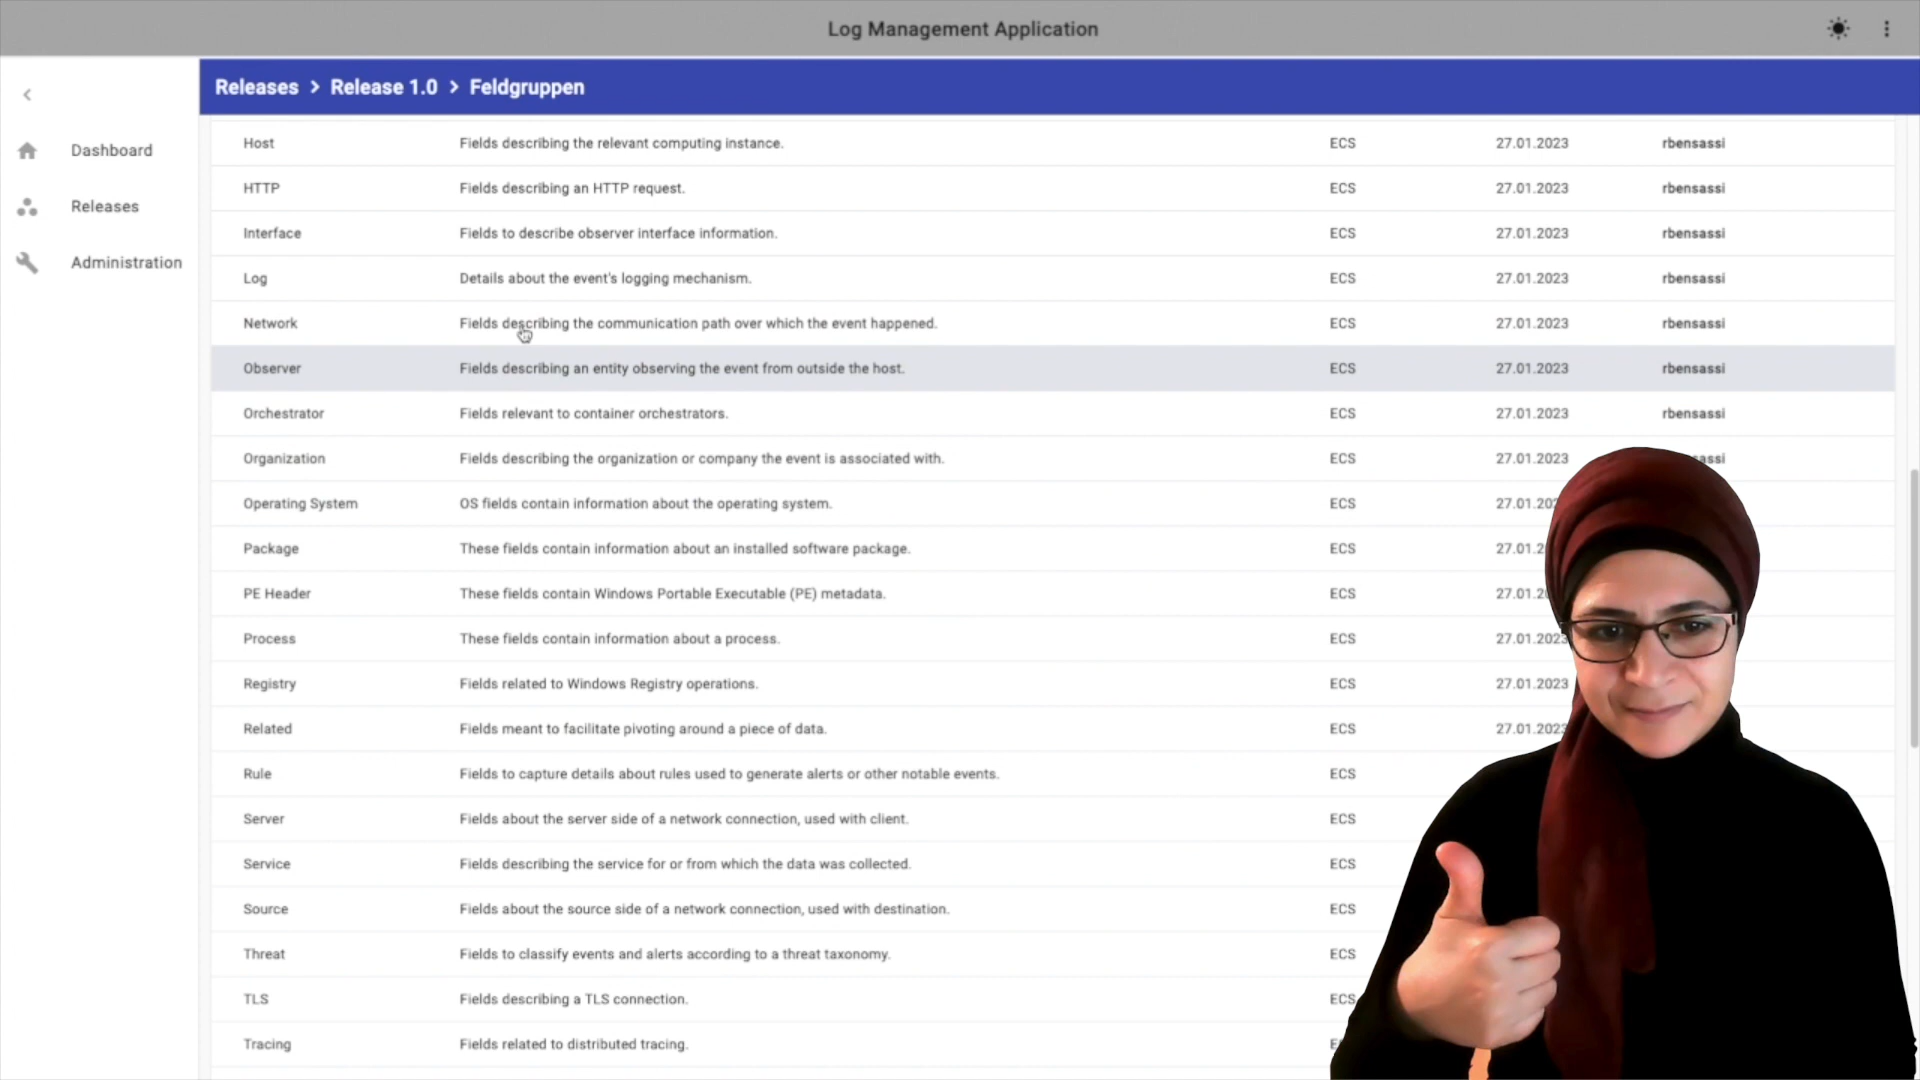 Log Management Application
Releases > Release 1.0 > Feldgruppen
Dashboard
Releases
Administration
Host Fields describing the relevant computing instance. ECS 27.01.2023 rbensassi
HTTP Fields describing an HTTP request. ECS 27.01.2023 rbensassi
Interface Fields to describe observer interface information. ECS 27.01.2023 rbensassi
Log Details about the event's logging mechanism. ECS 27.01.2023 rbensassi
Network Fields describing the communication path over which the event happened. ECS 27.01.2023 rbensassi
Observer Fields describing an entity observing the event from outside the host. ECS 27.01.2023 rbensassi
Orchestrator Fields relevant to container orchestrators. ECS 27.01.2023 rbensassi
Organization Fields describing the organization or company the event is associated with. ECS 27.01.2023
Operating System OS fields contain information about the operating system. ECS
Package These fields contain information about an installed software package. ECS
PE Header These fields contain Windows Portable Executable (PE) metadata. ECS
Process These fields contain information about a process. ECS 27.01.2023
Registry Fields related to Windows Registry operations. ECS 27.01.2023
Related Fields meant to facilitate pivoting around a piece of data. ECS 27.01.2023
Rule Fields to capture details about rules used to generate alerts or other notable events. ECS
Server Fields about the server side of a network connection, used with client. ECS
Service Fields describing the service for or from which the data was collected. ECS
Source Fields about the source side of a network connection, used with destination. ECS
Threat Fields to classify events and alerts according to a threat taxonomy. ECS
TLS Fields describing a TLS connection. ECS
Tracing Fields related to distributed tracing.